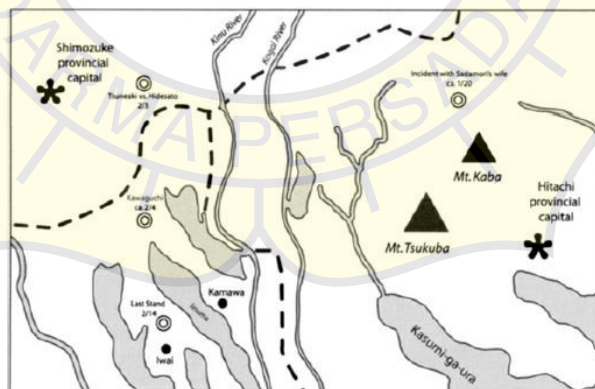 Shimozuke
provincial
capital
Tsuneaki vs. Hidesato
2/3
Kinu River
Kogai River
Incident with Sadamori's wife
ca. 1/20
Mt. Kaba
Hitachi
provincial
capital
Mt. Tsukuba
Kawaguchi
ca. 2/4
Kamawa
Last Stand
2/14
Iwai
Kasumi-ga-ura
ARMA PERSADA